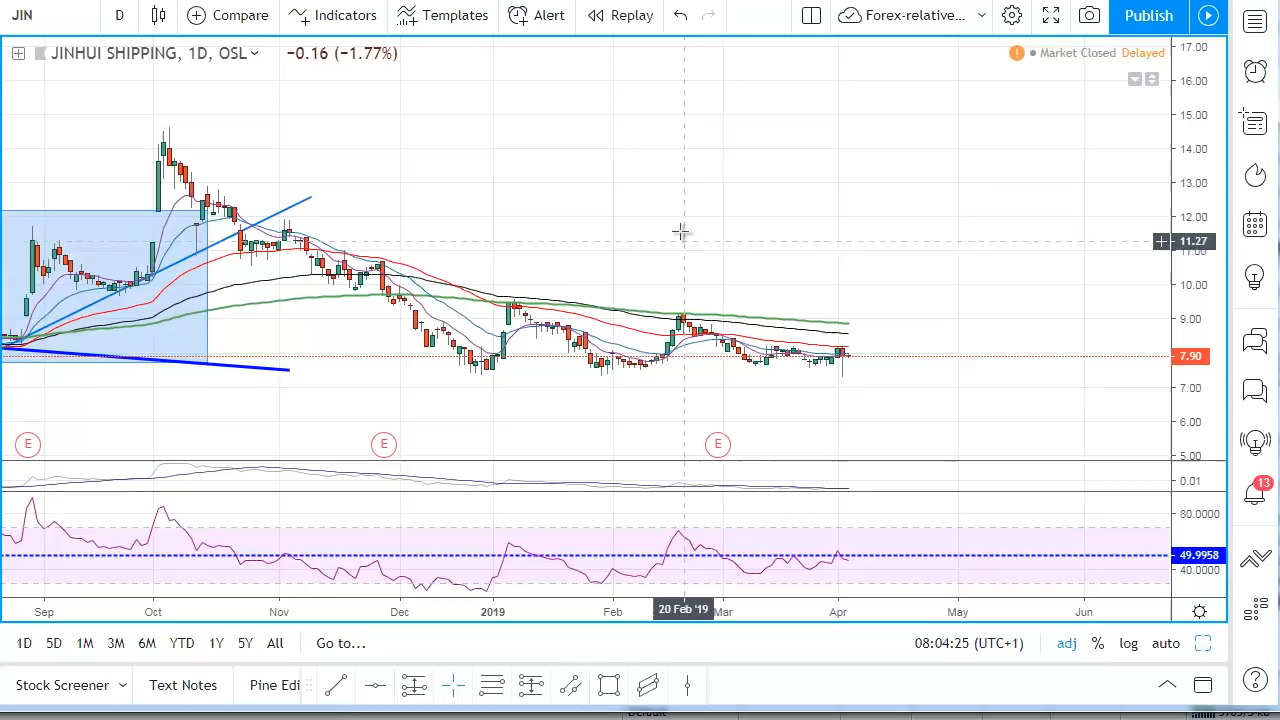 JIN D Compare Indicators Templates Alert Replay Forex-relative... Publish
JINHUI SHIPPING, 1D, OSL −0.16 (−1.77%) Market Closed Delayed
17.00
16.00
15.00
14.00
13.00
12.00
11.27
11.00
10.00
9.00
7.90
7.00
6.00
E E E
5.00
0.01
80.0000
49.9958
40.0000
Sep Oct Nov Dec 2019 Feb 20 Feb '19 Mar Apr May Jun
1D 5D 1M 3M 6M YTD 1Y 5Y All Go to... 08:04:25 (UTC+1) adj % log auto
Stock Screener Text Notes Pine Edi
13
Default